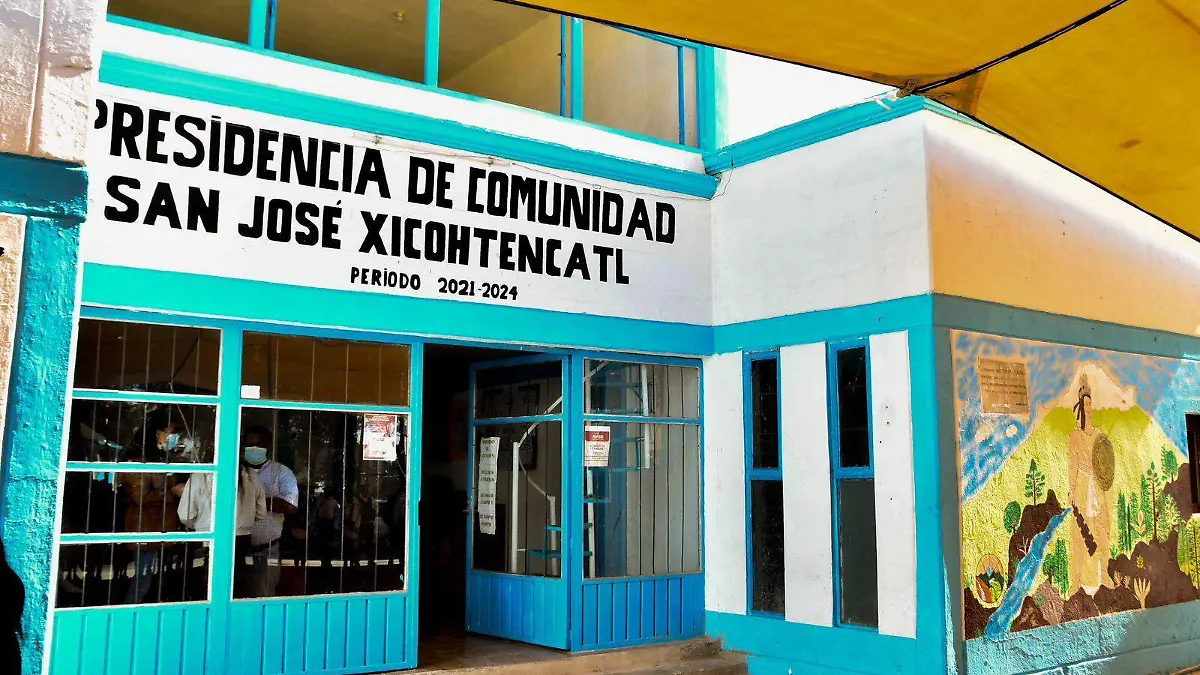 PRESIDENCIA DE COMUNIDAD
SAN JOSÉ XICOHTENCATL
PERIODO 2021-2024